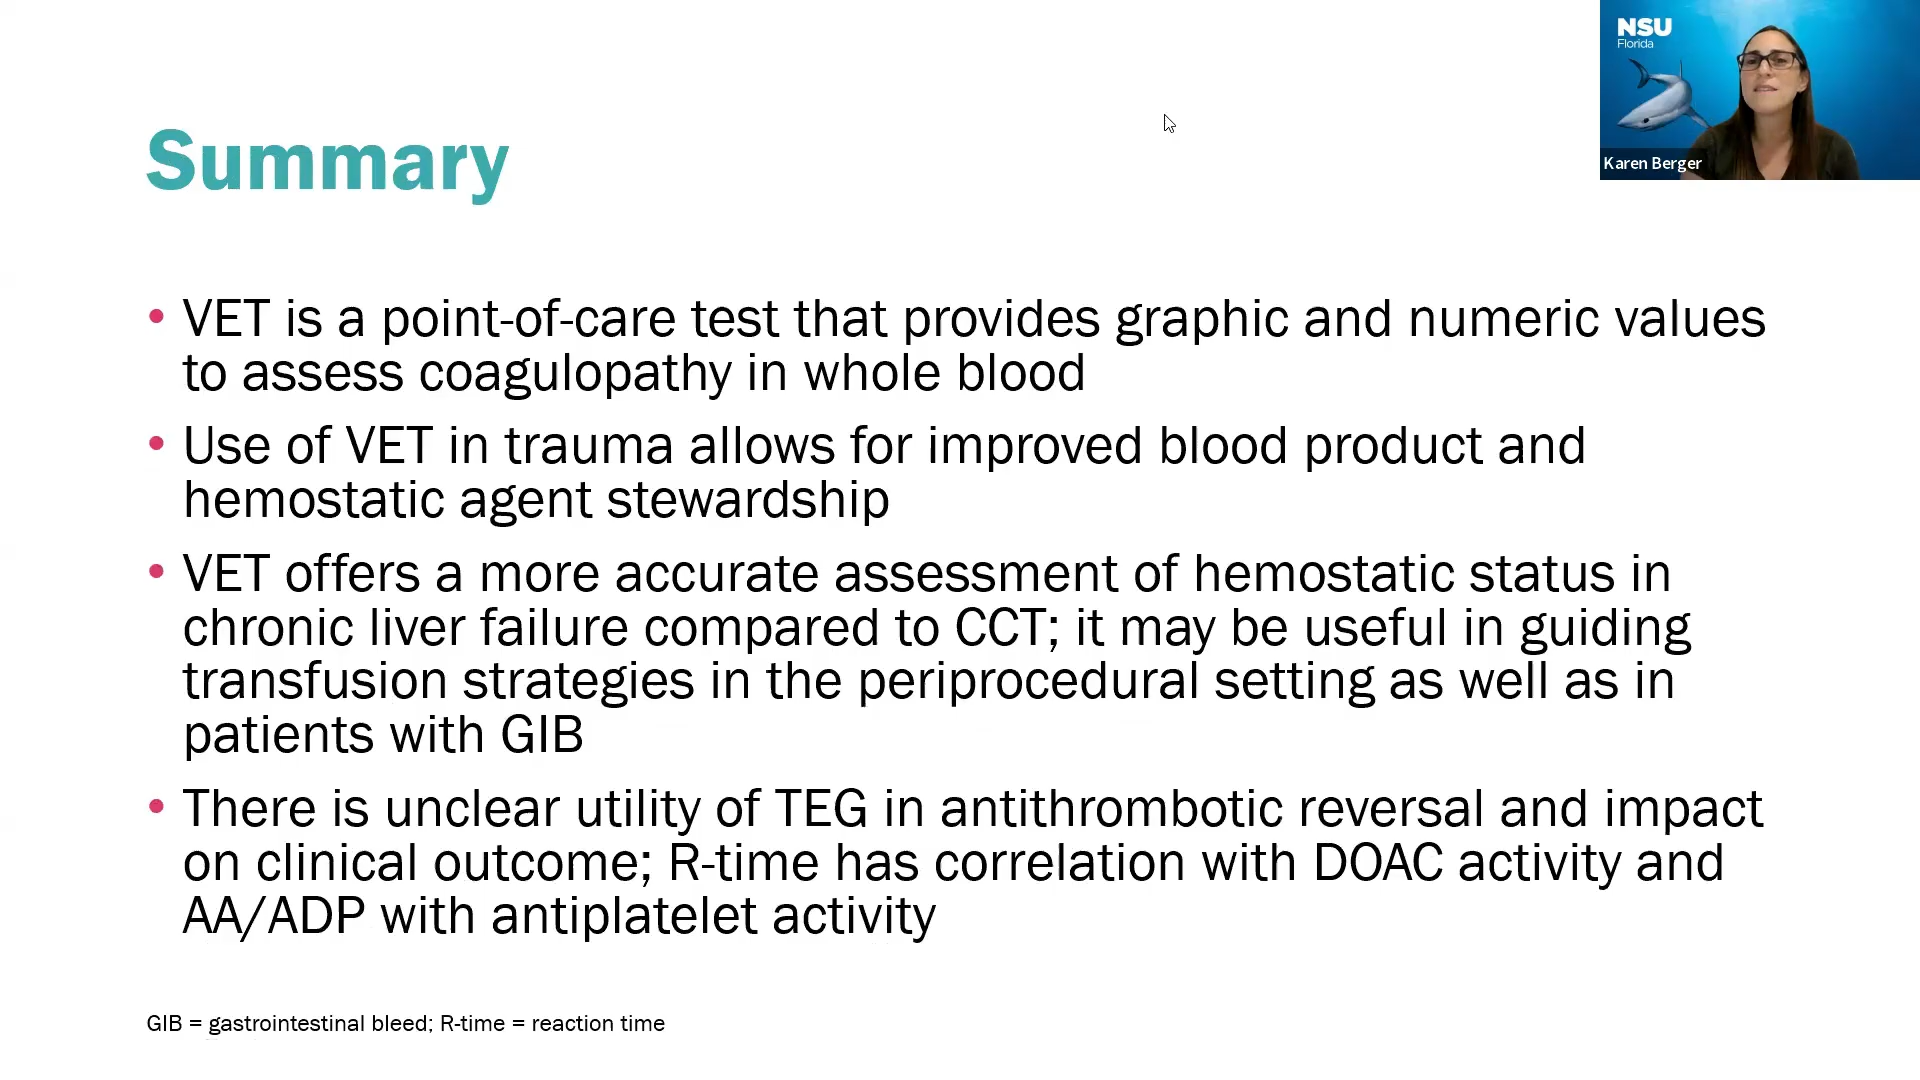 NSU
Florida
Karen Berger
Summary
• VET is a point-of-care test that provides graphic and numeric values
to assess coagulopathy in whole blood
• Use of VET in trauma allows for improved blood product and
hemostatic agent stewardship
• VET offers a more accurate assessment of hemostatic status in
chronic liver failure compared to CCT; it may be useful in guiding
transfusion strategies in the periprocedural setting as well as in
patients with GIB
• There is unclear utility of TEG in antithrombotic reversal and impact
on clinical outcome; R-time has correlation with DOAC activity and
AA/ADP with antiplatelet activity
GIB = gastrointestinal bleed; R-time = reaction time